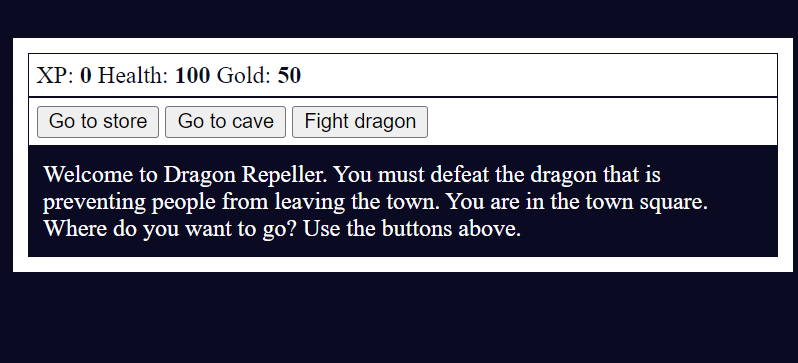 XP: 0 Health: 100 Gold: 50
Go to store Go to cave Fight dragon
Welcome to Dragon Repeller. You must defeat the dragon that is
preventing people from leaving the town. You are in the town square.
Where do you want to go? Use the buttons above.